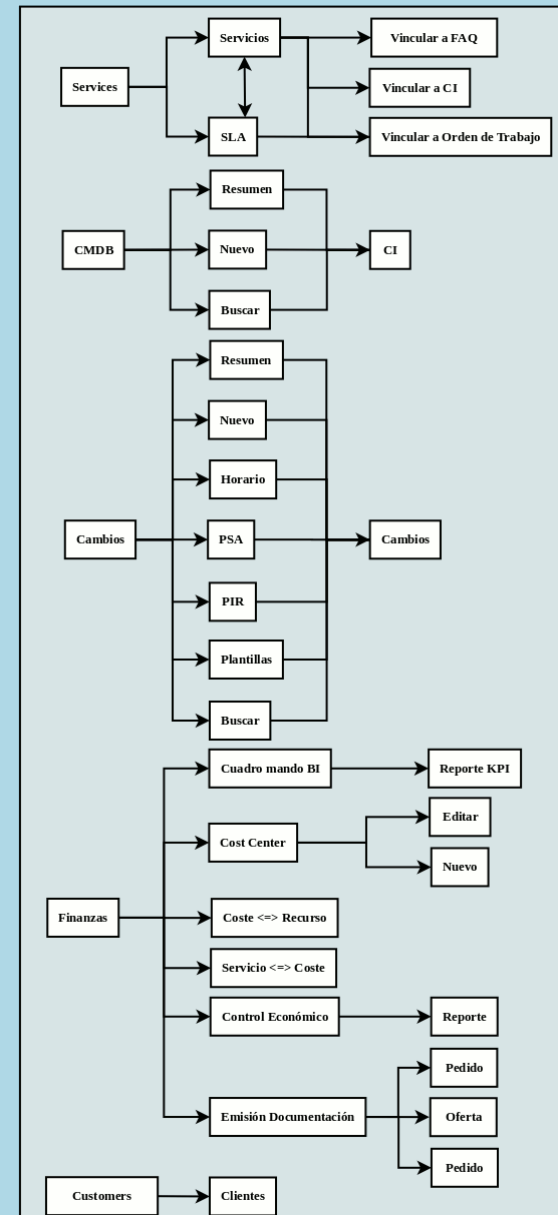 Servicios
Vincular a FAQ
Services
Vincular a CI
SLA
Vincular a Orden de Trabajo
Resumen
CMDB
Nuevo
CI
Buscar
Resumen
Nuevo
Horario
Cambios
PSA
Cambios
PIR
Plantillas
Buscar
Cuadro mando BI
Reporte KPI
Editar
Cost Center
Nuevo
Finanzas
Coste <=> Recurso
Servicio <=> Coste
Control Económico
Reporte
Pedido
Emisión Documentación
Oferta
Pedido
Customers
Clientes